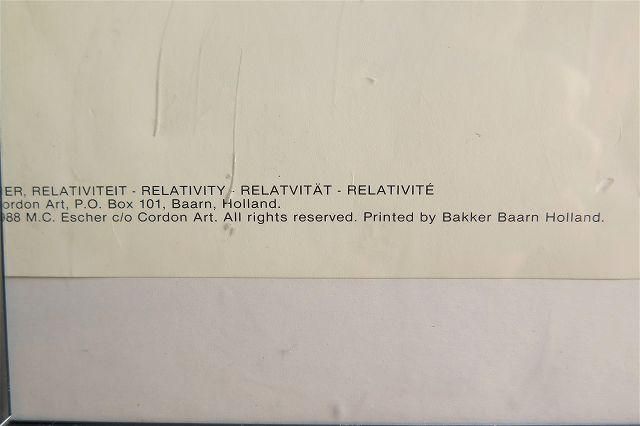 ER, RELATIVITEIT - RELATIVITY - RELATVITÄT - RELATIVITÉ
ordon Art, P.O. Box 101, Baarn, Holland.
988 M.C. Escher c/o Cordon Art. All rights reserved. Printed by Bakker Baarn Holland.